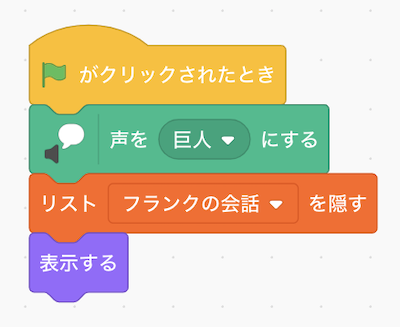 がクリックされたとき
声を 巨人 にする
リスト フランクの会話 を隠す
表示する